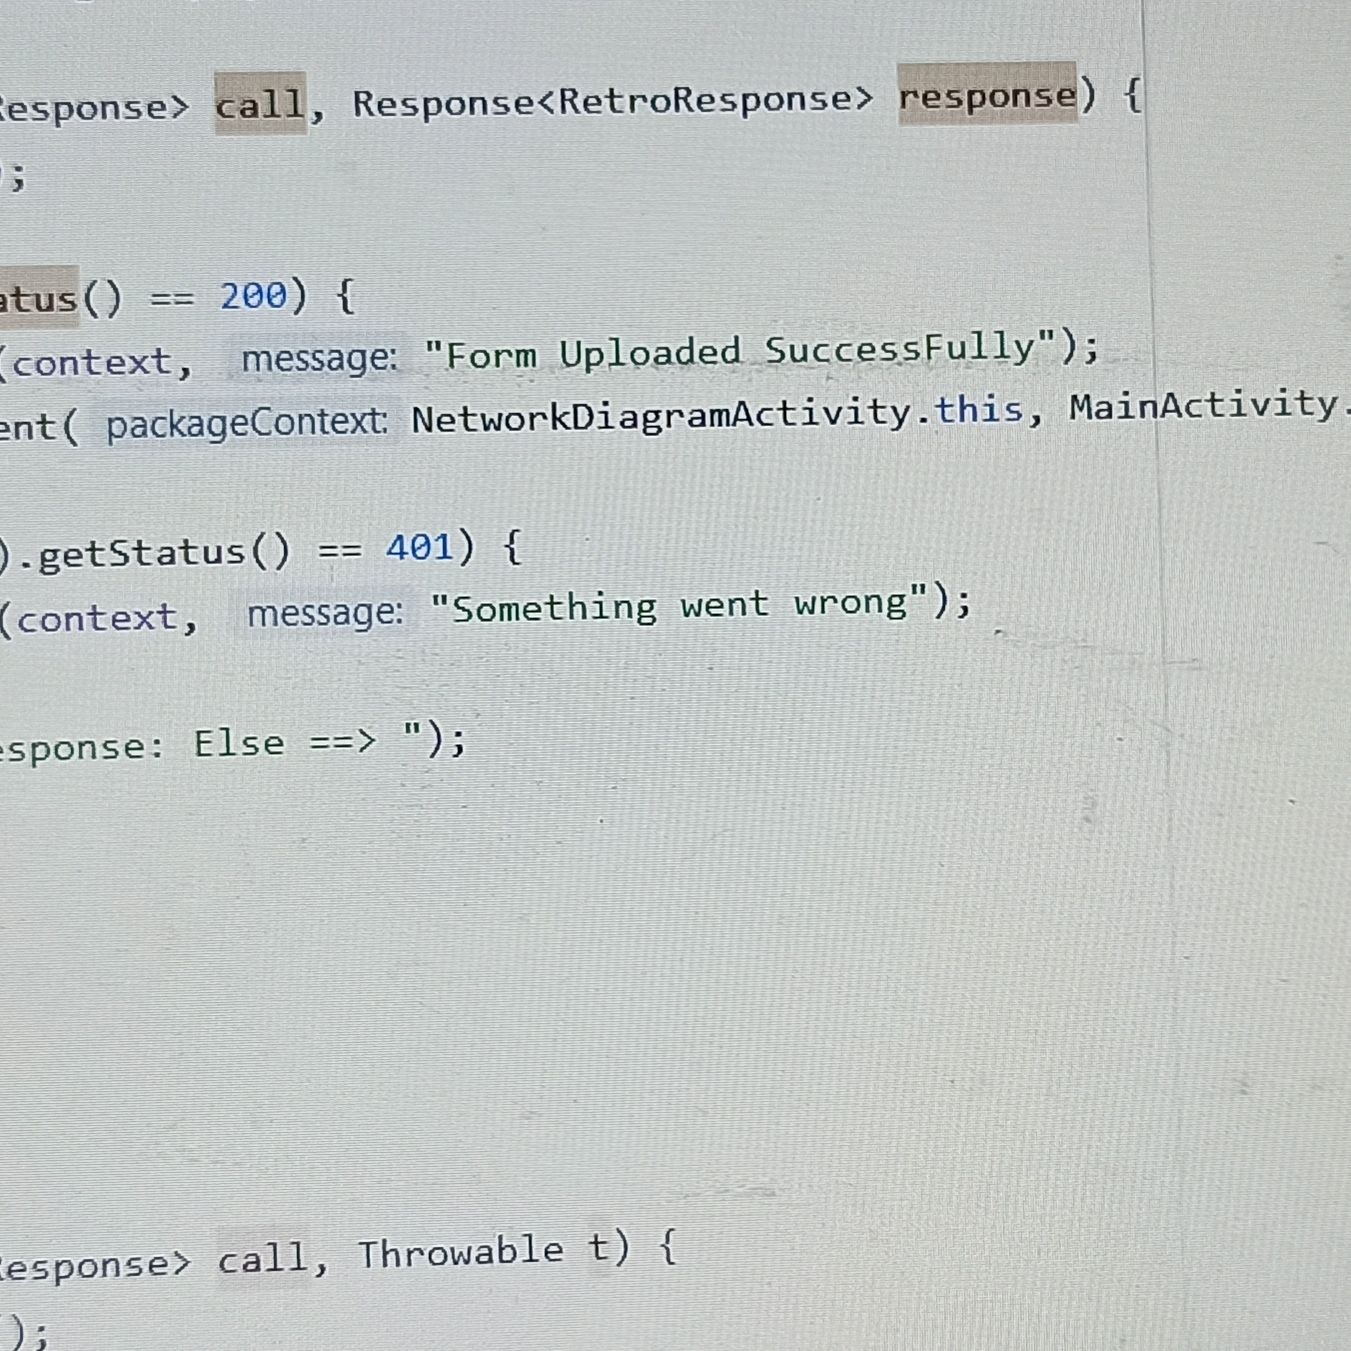 esponse> call, Response<RetroResponse> response) {
;
atus() == 200) {
(context, message: "Form Uploaded SuccessFully");
ent( packageContext: NetworkDiagramActivity.this, MainActivity.
).getStatus() == 401) {
(context, message: "Something went wrong");
esponse: Else ==> ");
esponse> call, Throwable t) {
);